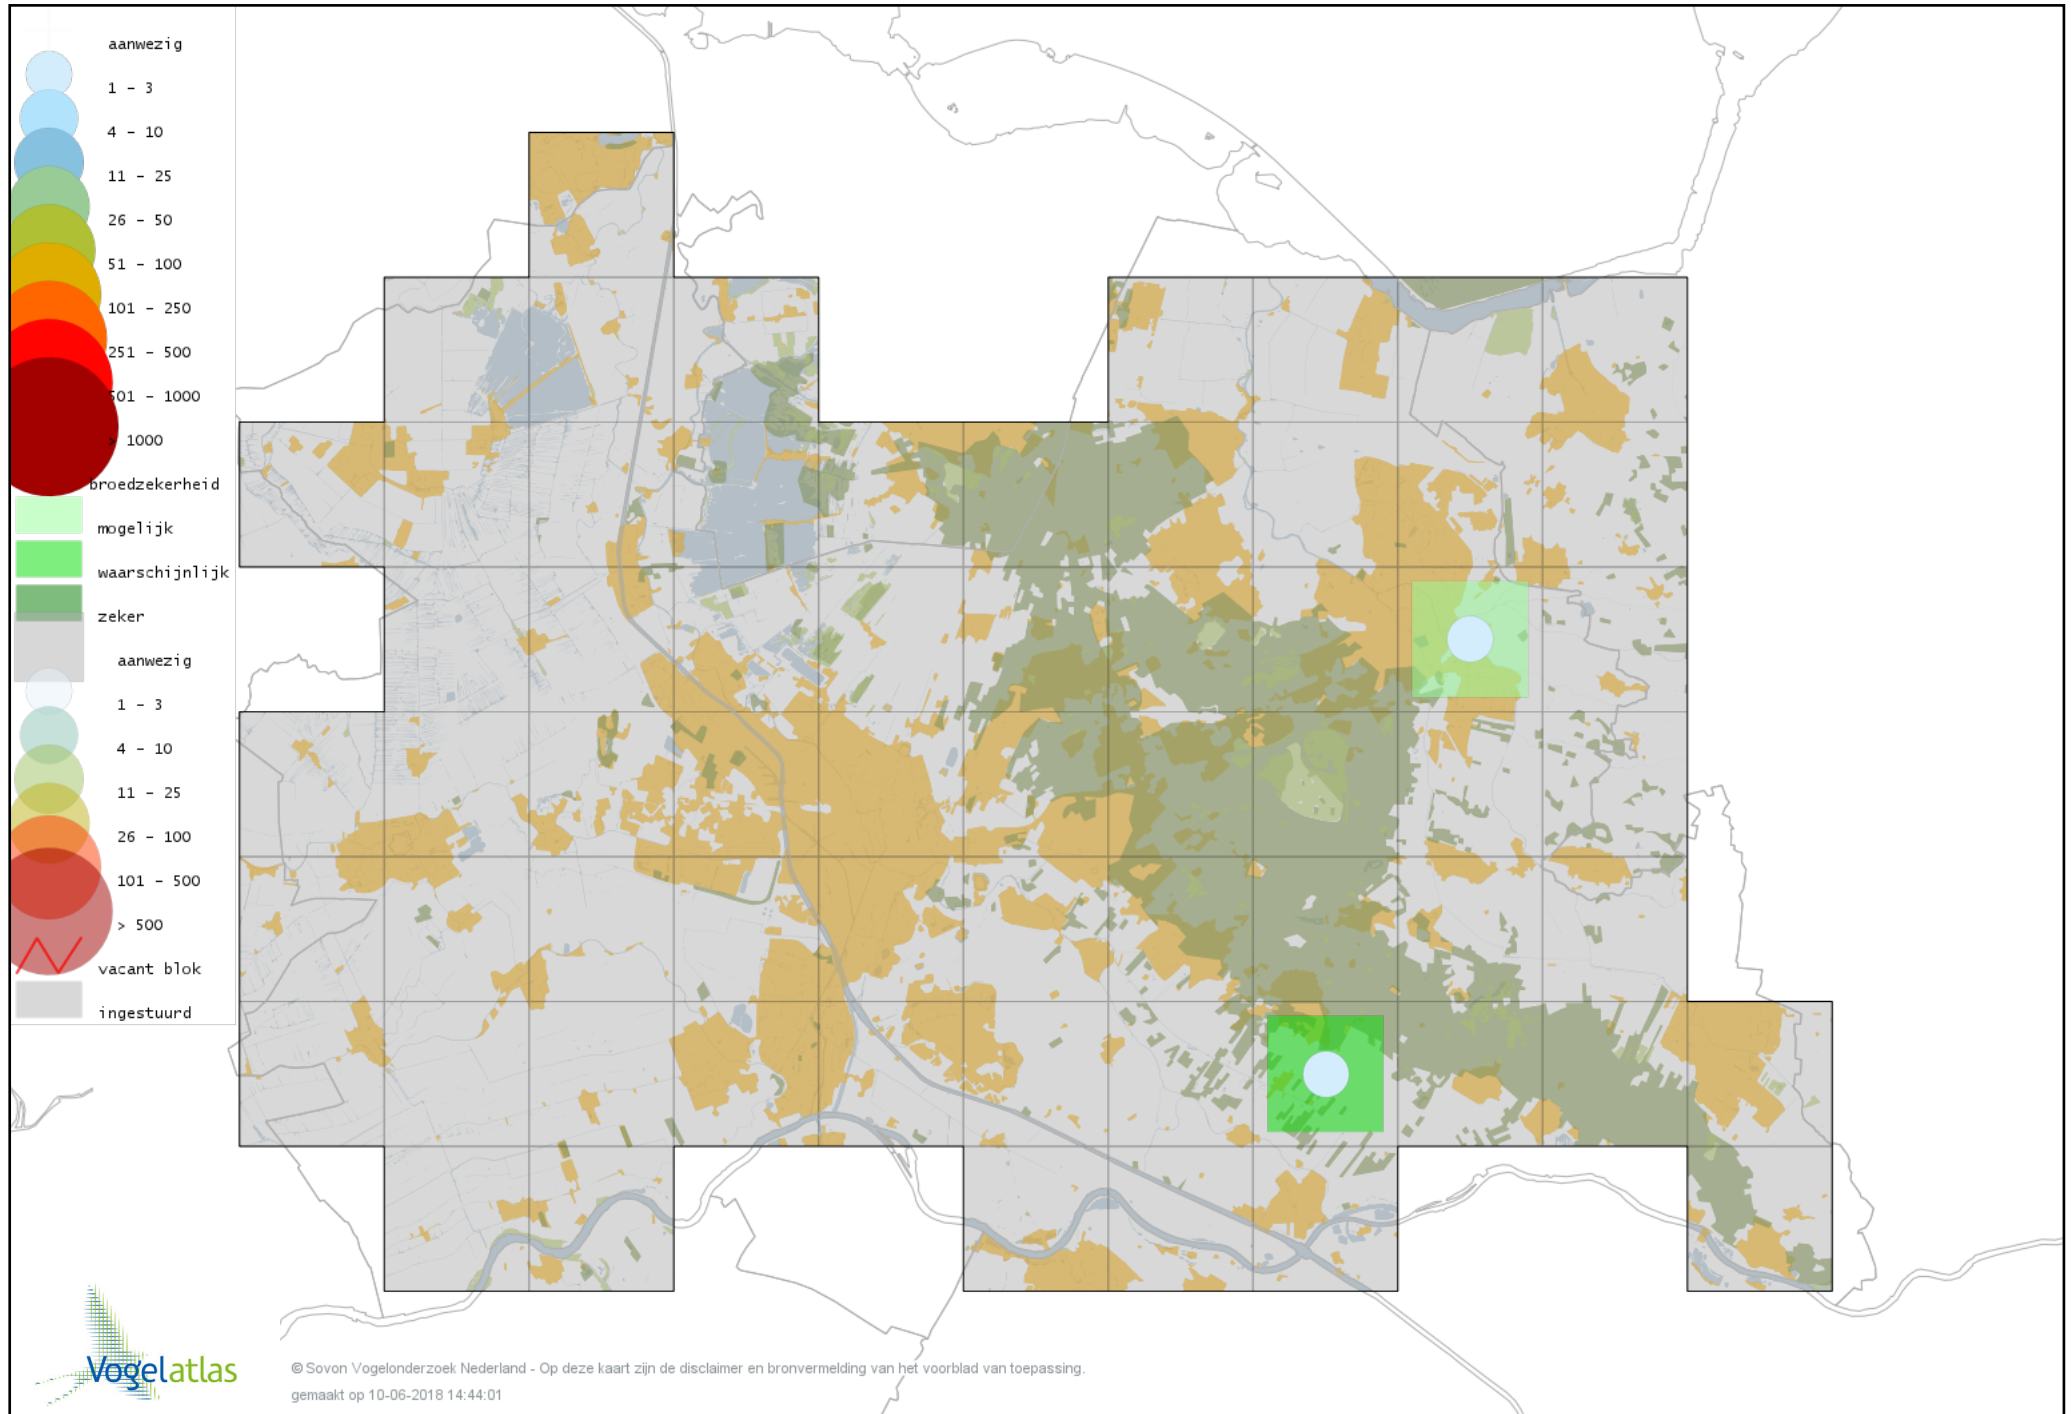 aanwezig
1 - 3
4 - 10
11 - 25
26 - 50
51 - 100
101 - 250
251 - 500
501 - 1000
> 1000
broedzekerheid
mogelijk
waarschijnlijk
zeker
aanwezig
1 - 3
4 - 10
11 - 25
26 - 100
101 - 500
> 500
vacant blok
ingestuurd
Vogelatlas
© Sovon Vogelonderzoek Nederland - Op deze kaart zijn de disclaimer en bronvermelding van het voorblad van toepassing.
gemaakt op 10-06-2018 14:44:01